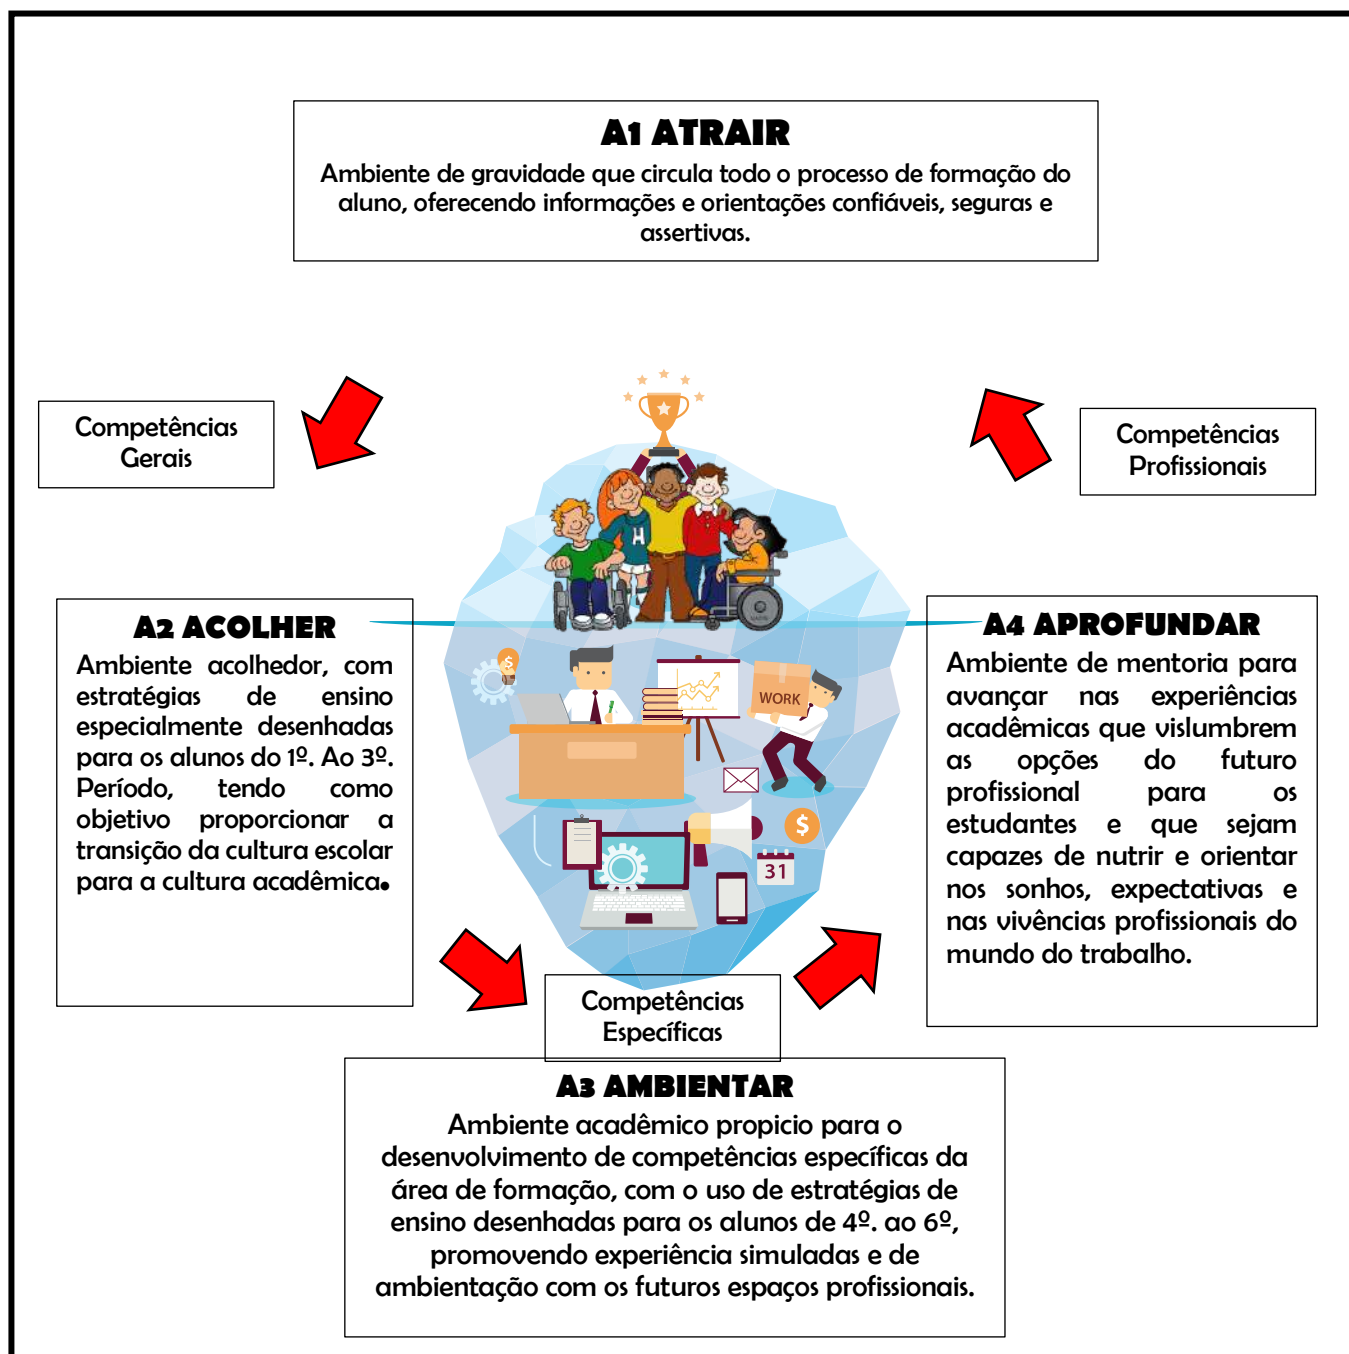 A1 ATRAIR
Ambiente de gravidade que circula todo o processo de formação do
aluno, oferecendo informações e orientações confiáveis, seguras e
assertivas.
Competências
Gerais
Competências
Profissionais
H
A2 ACOLHER
Ambiente acolhedor, com
estratégias de ensino
especialmente desenhadas
para os alunos do 1º. Ao 3º.
Período, tendo como
objetivo proporcionar a
transição da cultura escolar
para a cultura acadêmica.
$
WORK
$
31
A4 APROFUNDAR
Ambiente de mentoria para
avançar nas experiências
acadêmicas que vislumbrem
as opções do futuro
profissional para os
estudantes e que sejam
capazes de nutrir e orientar
nos sonhos, expectativas e
nas vivências profissionais do
mundo do trabalho.
Competências
Específicas
A3 AMBIENTAR
Ambiente acadêmico propicio para o
desenvolvimento de competências específicas da
área de formação, com o uso de estratégias de
ensino desenhadas para os alunos de 4º. ao 6º,
promovendo experiência simuladas e de
ambientação com os futuros espaços profissionais.